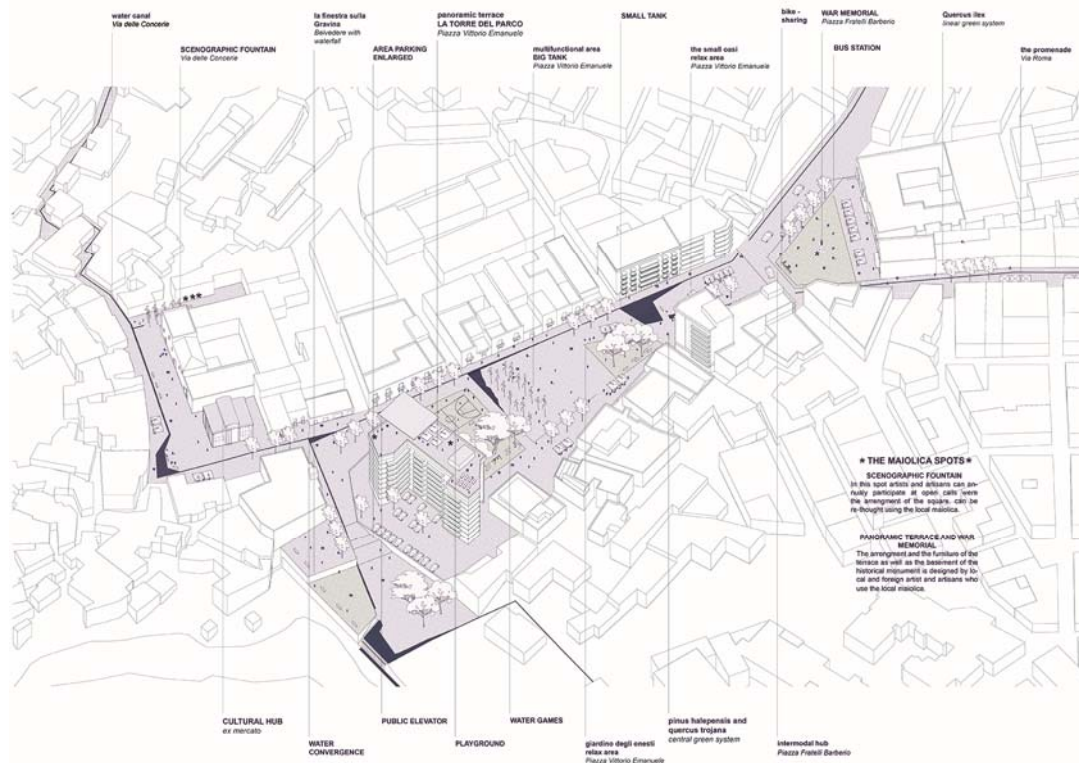 water canal
Via delle Concerie
SCENOGRAPHIC FOUNTAIN
Via delle Concerie
la finestra sulla
Gravina
Belvedere with
waterfall
AREA PARKING
ENLARGED
panoramic terrace
LA TORRE DEL PARCO
Piazza Vittorio Emanuele
multifunctional area
BIG TANK
Piazza Vittorio Emanuele
SMALL TANK
the small oasi
relax area
Piazza Vittorio Emanuele
bike -
sharing
WAR MEMORIAL
Piazza Fratelli Barberio
BUS STATION
Quercus ilex
linear green system
the promenade
Via Roma
★ THE MAIOLICA SPOTS ★
SCENOGRAPHIC FOUNTAIN
In this spot artists and artisans can an-
nualy participate at open calls were
the arrengment of the square, can be
re-thought using the local maiolica.
PANORAMIC TERRACE AND WAR
MEMORIAL
The arrengment and the furniture of the
terrace as well as the basement of the
historical monument is designed by lo-
cal and foreign artist and artisans who
use the local maiolica.
CULTURAL HUB
ex mercato
WATER
CONVERGENCE
PUBLIC ELEVATOR
PLAYGROUND
WATER GAMES
giardino degli onesti
relax area
Piazza Vittorio Emanuele
pinus halepensis and
quercus trojana
central green system
intermodal hub
Piazza Fratelli Barberio